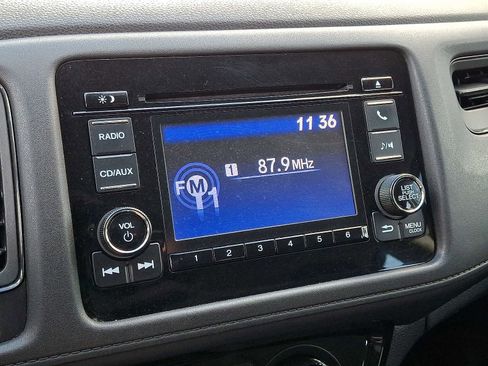 11 36
RADIO
CD/AUX
1 87.9 MHz
FM 1
VOL
LIST
PUSH
SELECT
MENU
CLOCK
1 2 3 4 5 6